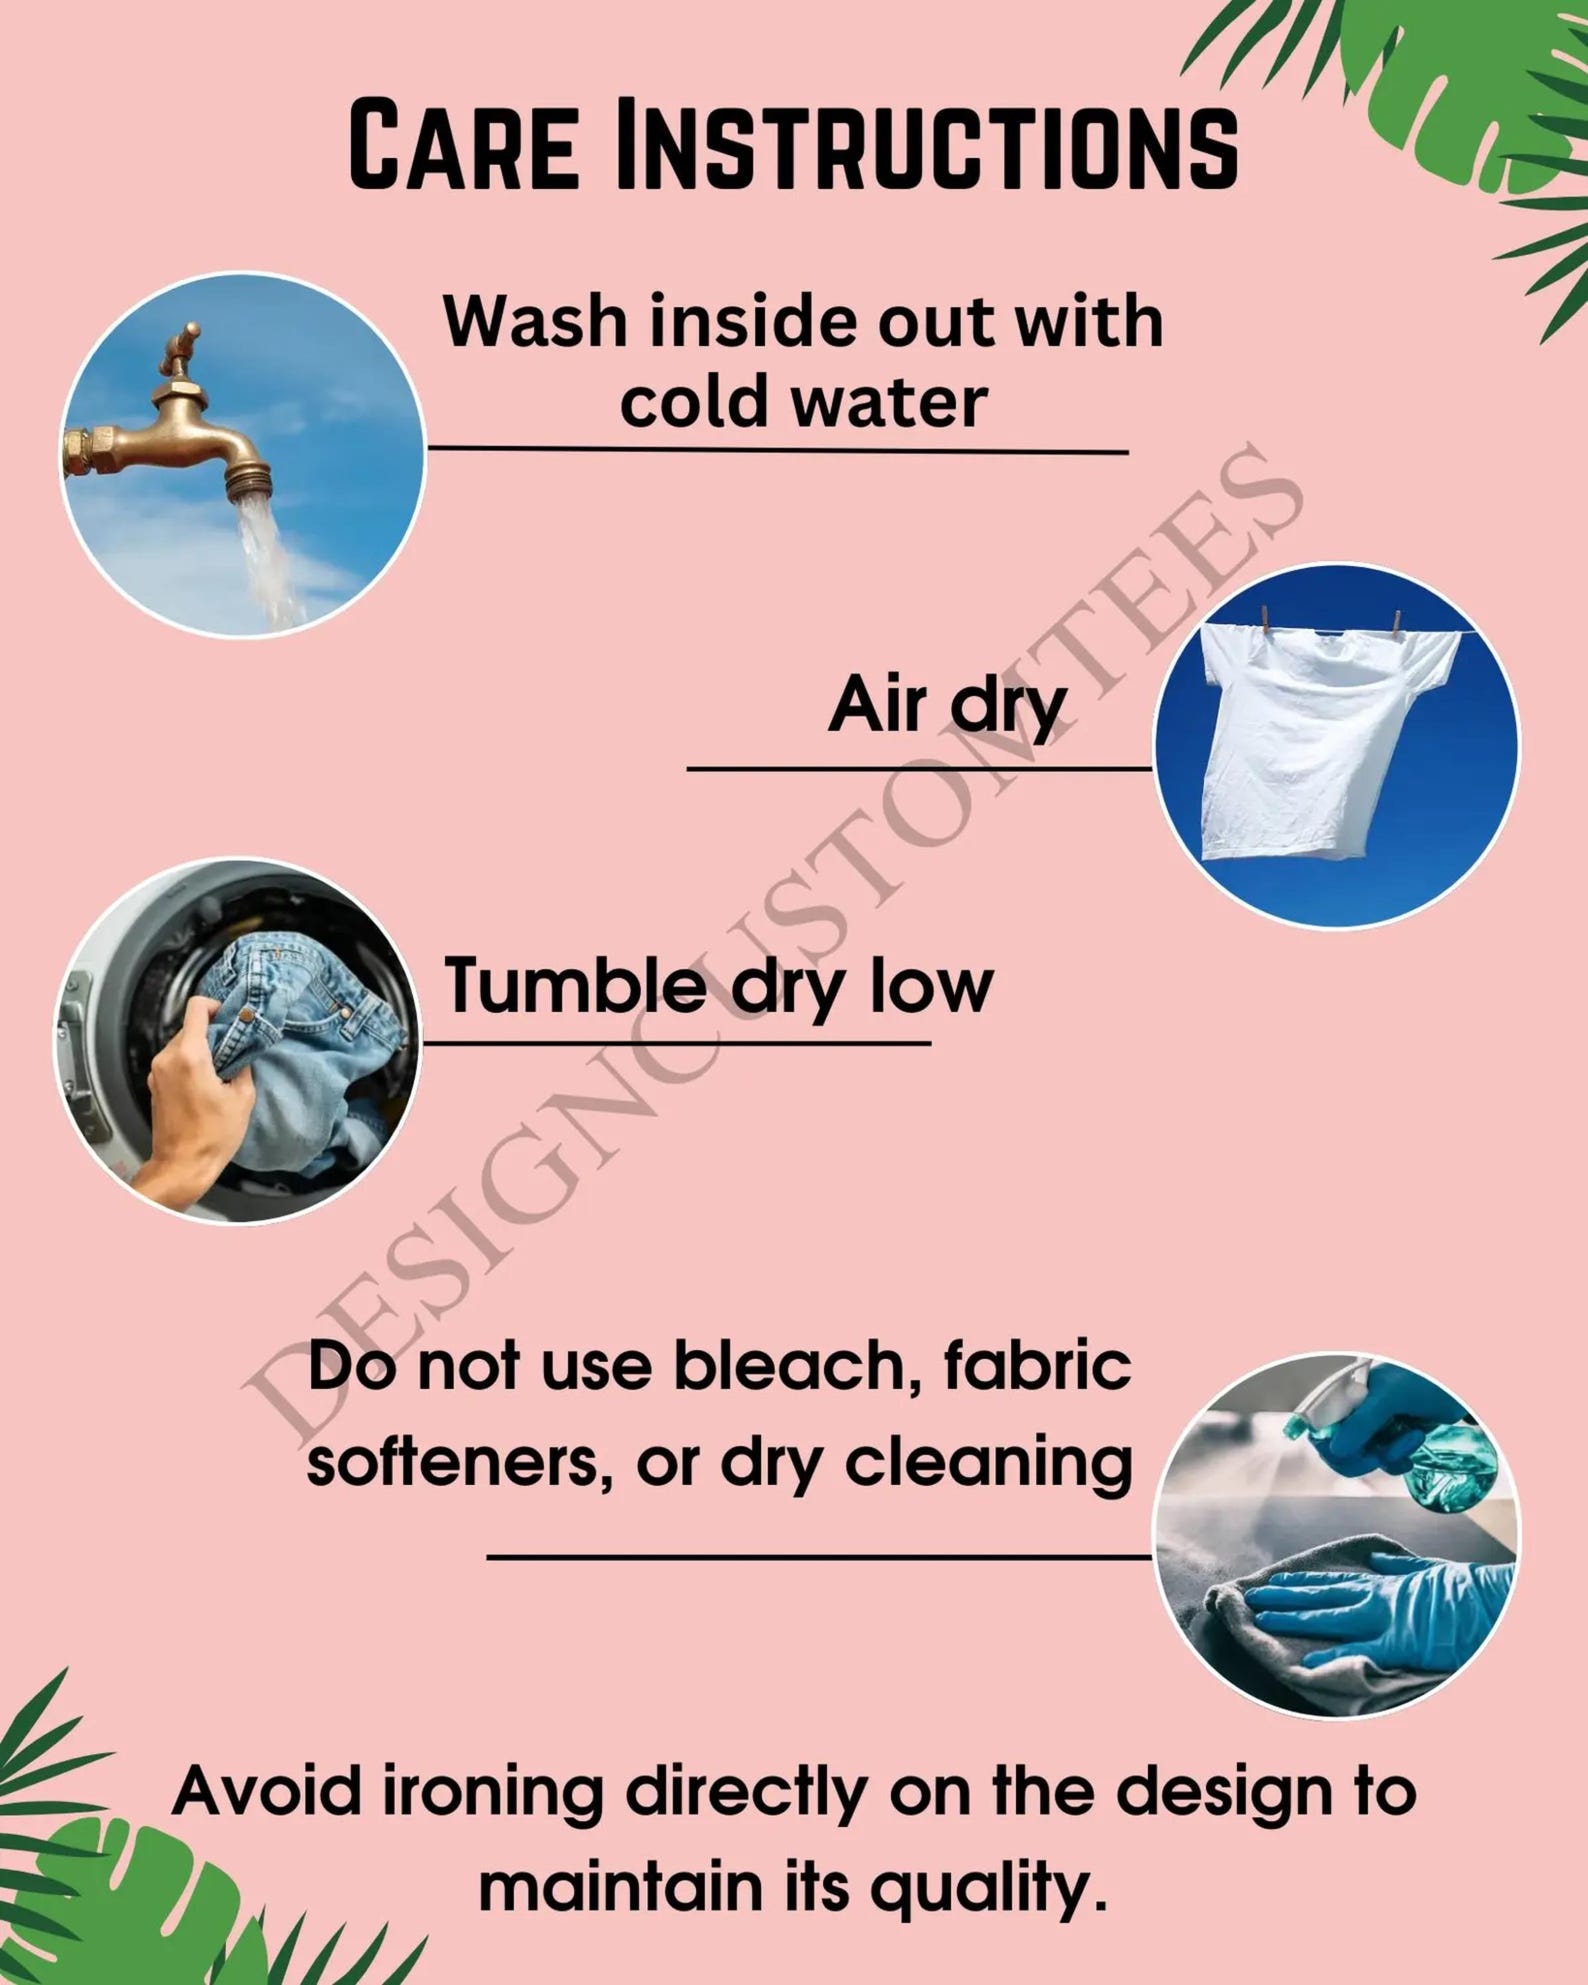 CARE INSTRUCTIONS
Wash inside out with
cold water
Air dry
Tumble dry low
Do not use bleach, fabric
softeners, or dry cleaning
Avoid ironing directly on the design to
maintain its quality.
DESIGNCUSTOMTEES